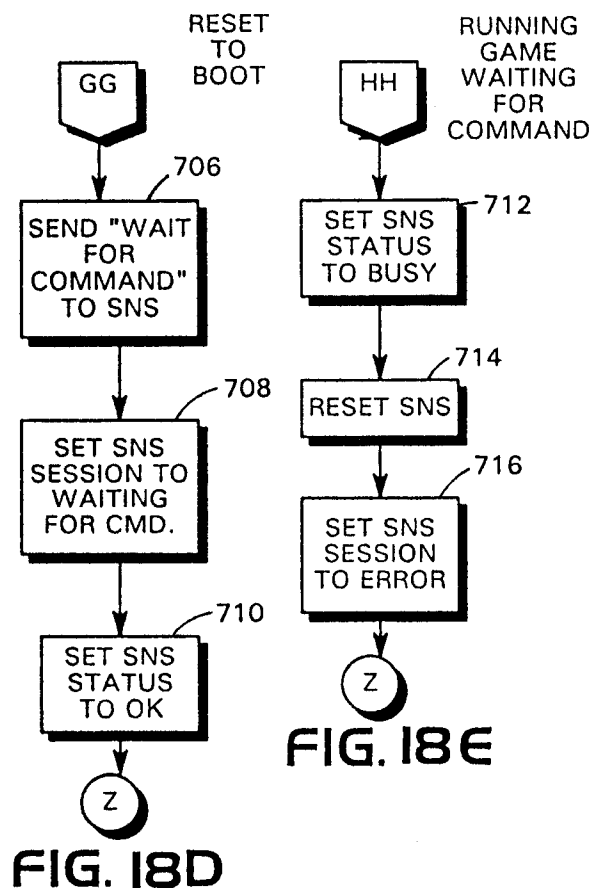 RESET
TO
BOOT
GG
706
SEND "WAIT
FOR
COMMAND"
TO SNS
708
SET SNS
SESSION TO
WAITING
FOR CMD.
710
SET SNS
STATUS
TO OK
Z
FIG. 18D
RUNNING
GAME
WAITING
FOR
COMMAND
HH
712
SET SNS
STATUS
TO BUSY
714
RESET SNS
716
SET SNS
SESSION
TO ERROR
Z
FIG. 18E